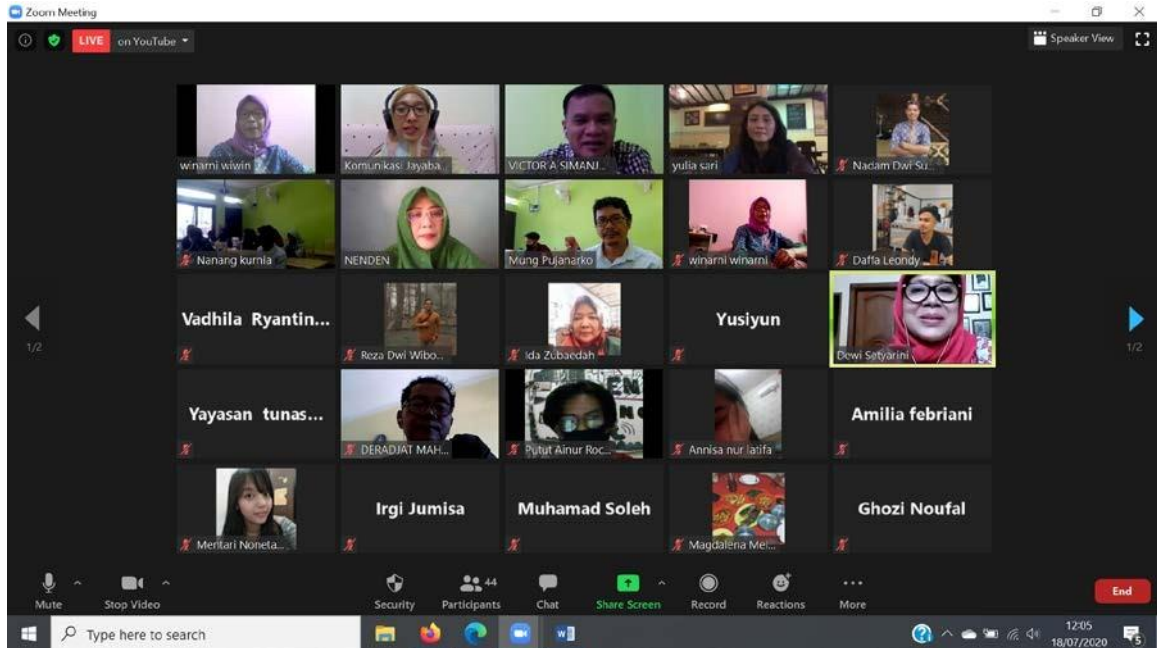 Zoom Meeting
LIVE on YouTube
Speaker View
winarni wiwin
Komunikasi Jayaba...
VICTOR A SIMANJ...
yulia sari
Nadam Dwi Su...
Nanang kurnia
NENDEN
Mung Pujanarko
winarni winarni
Daffa Leondy
Vadhila Ryantin...
Reza Dwi Wibo...
Ida Zubaedah
Yusiyun
Dewi Setyarini
1/2
1/2
Yayasan tunas...
DERADJAT MAH...
Putut Ainur Roc...
Annisa nur latifa
Amilia febriani
Mentari Noneta...
Irgi Jumisa
Muhamad Soleh
Magdalena Mei...
Ghozi Noufal
Mute
Stop Video
Security
44
Participants
Chat
Share Screen
Record
Reactions
More
End
Type here to search
12:05
18/07/2020
5